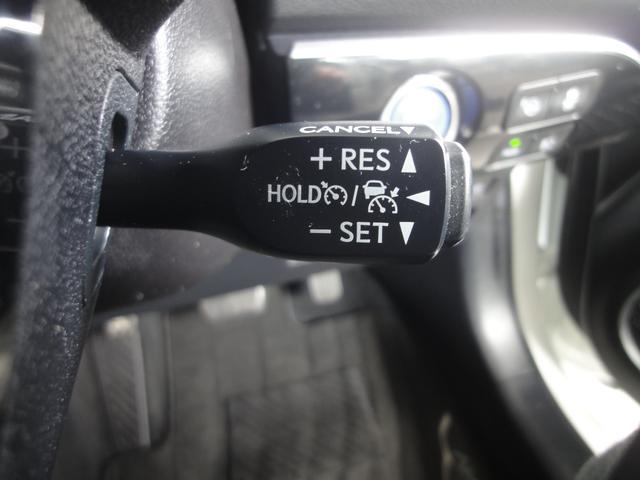 CANCEL▼
+ RES ▲
HOLD / ◀
− SET ▼